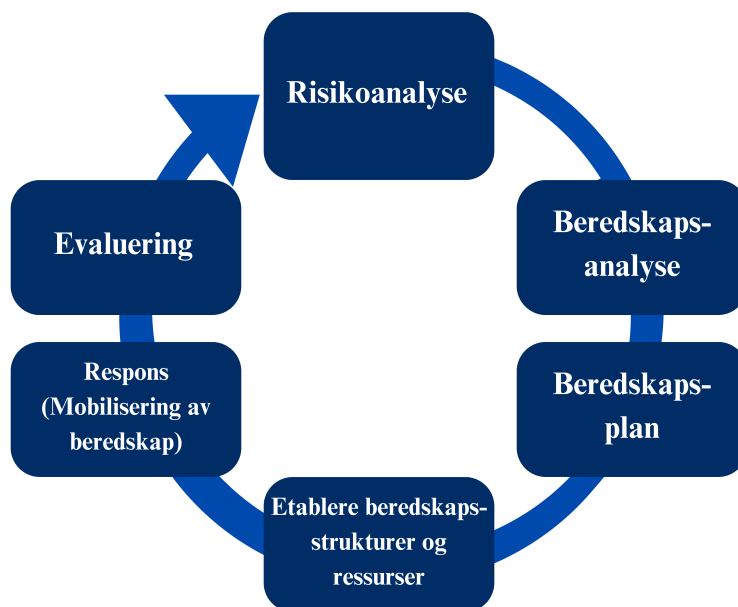 Risikoanalyse
Beredskaps-
analyse
Beredskaps-
plan
Etablere beredskaps-
strukturer og
ressurser
Respons
(Mobilisering av
beredskap)
Evaluering